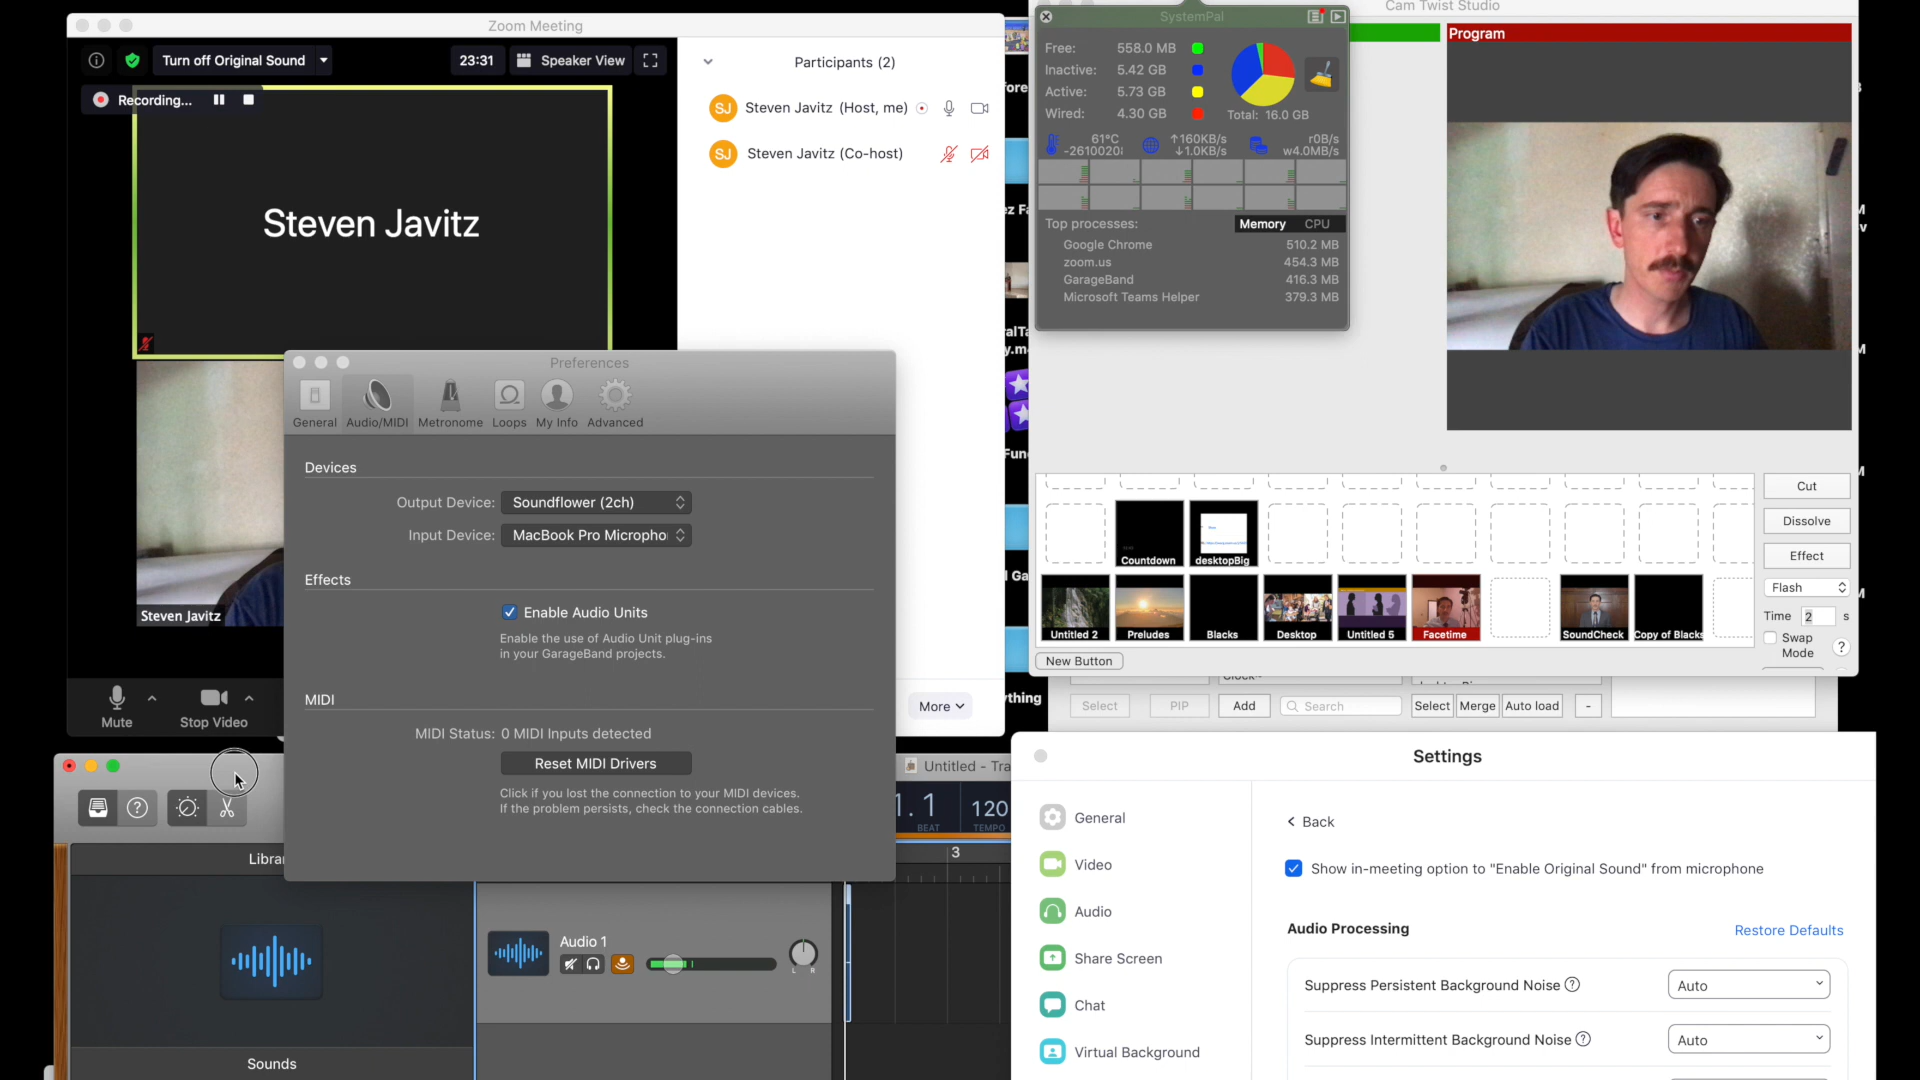 Zoom Meeting
Turn off Original Sound
23:31
Speaker View
Recording...
Steven Javitz
Steven Javitz
Participants (2)
SJ
Steven Javitz (Host, me)
SJ
Steven Javitz (Co-host)
Mute
Stop Video
More
SystemPal
Free: 558.0 MB
Inactive: 5.42 GB
Active: 5.73 GB
Wired: 4.30 GB
Total: 16.0 GB
61°C
↑160KB/s
↓1.0KB/s
r0B/s
w4.0MB/s
Top processes:
Memory CPU
Google Chrome 510.2 MB
zoom.us 454.3 MB
GarageBand 416.3 MB
Microsoft Teams Helper 379.3 MB
Cam Twist Studio
Program
Countdown
desktopBig
Untitled 2
Preludes
Blacks
Desktop
Untitled 5
Facetime
SoundCheck
Copy of Blacks
New Button
Cut
Dissolve
Effect
Flash
Time 2 s
Swap
Mode
?
Select
PIP
Add
Search
Select
Merge
Auto load
-
Preferences
General
Audio/MIDI
Metronome
Loops
My Info
Advanced
Devices
Output Device: Soundflower (2ch)
Input Device: MacBook Pro Micropho
Effects
Enable Audio Units
Enable the use of Audio Unit plug-ins
in your GarageBand projects.
MIDI
MIDI Status: 0 MIDI Inputs detected
Reset MIDI Drivers
Click if you lost the connection to your MIDI devices.
If the problem persists, check the connection cables.
Untitled - Tra
1.1
BEAT
120
TEMPO
3
Libra
Sounds
Audio 1
L R
Settings
General
Video
Audio
Share Screen
Chat
Virtual Background
Back
Show in-meeting option to "Enable Original Sound" from microphone
Audio Processing
Restore Defaults
Suppress Persistent Background Noise
Auto
Suppress Intermittent Background Noise
Auto